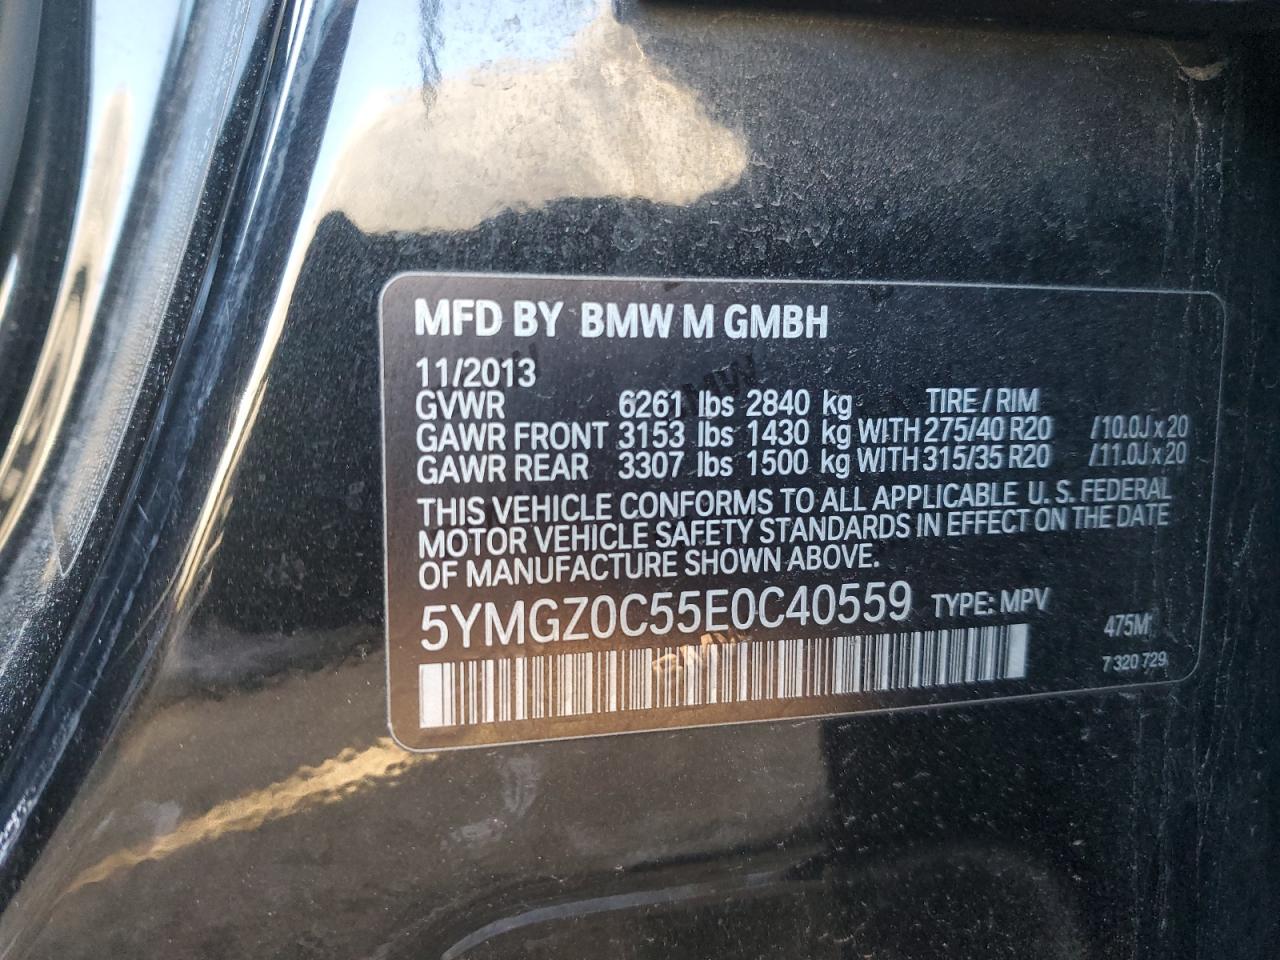 MFD BY BMW M GMBH
11/2013
GVWR 6261 lbs 2840 kg TIRE / RIM
GAWR FRONT 3153 lbs 1430 kg WITH 275/40 R20 /10.0J x 20
GAWR REAR 3307 lbs 1500 kg WITH 315/35 R20 /11.0J x 20
THIS VEHICLE CONFORMS TO ALL APPLICABLE U. S. FEDERAL
MOTOR VEHICLE SAFETY STANDARDS IN EFFECT ON THE DATE
OF MANUFACTURE SHOWN ABOVE.
5YMGZ0C55E0C40559 TYPE: MPV
475M
7 320 729